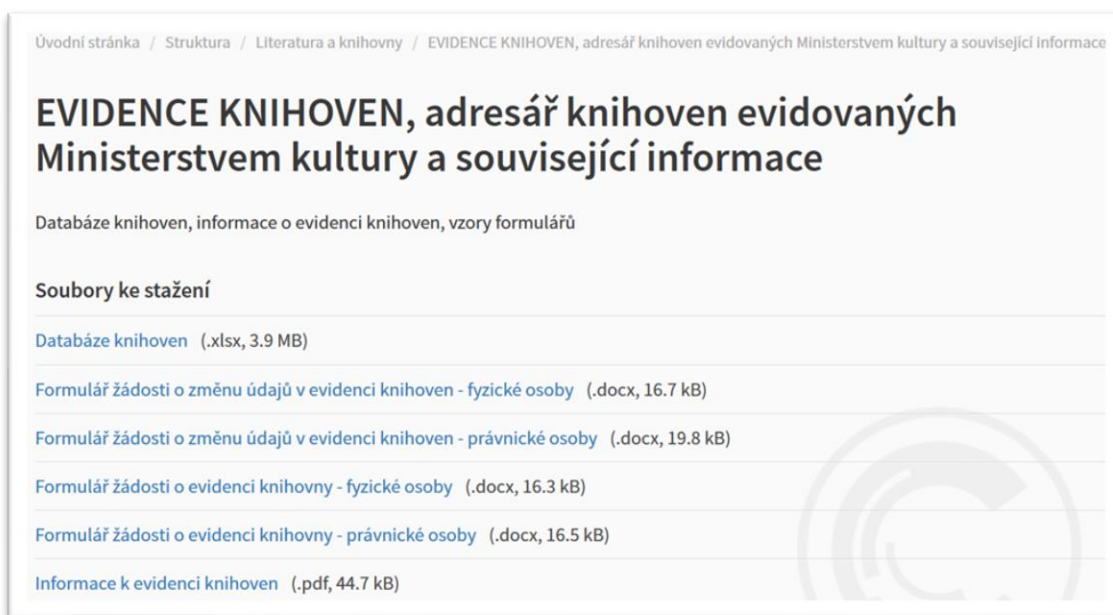 Úvodní stránka / Struktura / Literatura a knihovny / EVIDENCE KNIHOVEN, adresář knihoven evidovaných Ministerstvem kultury a související informace
EVIDENCE KNIHOVEN, adresář knihoven evidovaných
Ministerstvem kultury a související informace
Databáze knihoven, informace o evidenci knihoven, vzory formulářů
Soubory ke stažení
Databáze knihoven (.xlsx, 3.9 MB)
Formulář žádosti o změnu údajů v evidenci knihoven - fyzické osoby (.docx, 16.7 kB)
Formulář žádosti o změnu údajů v evidenci knihoven - právnické osoby (.docx, 19.8 kB)
Formulář žádosti o evidenci knihovny - fyzické osoby (.docx, 16.3 kB)
Formulář žádosti o evidenci knihovny - právnické osoby (.docx, 16.5 kB)
Informace k evidenci knihoven (.pdf, 44.7 kB)